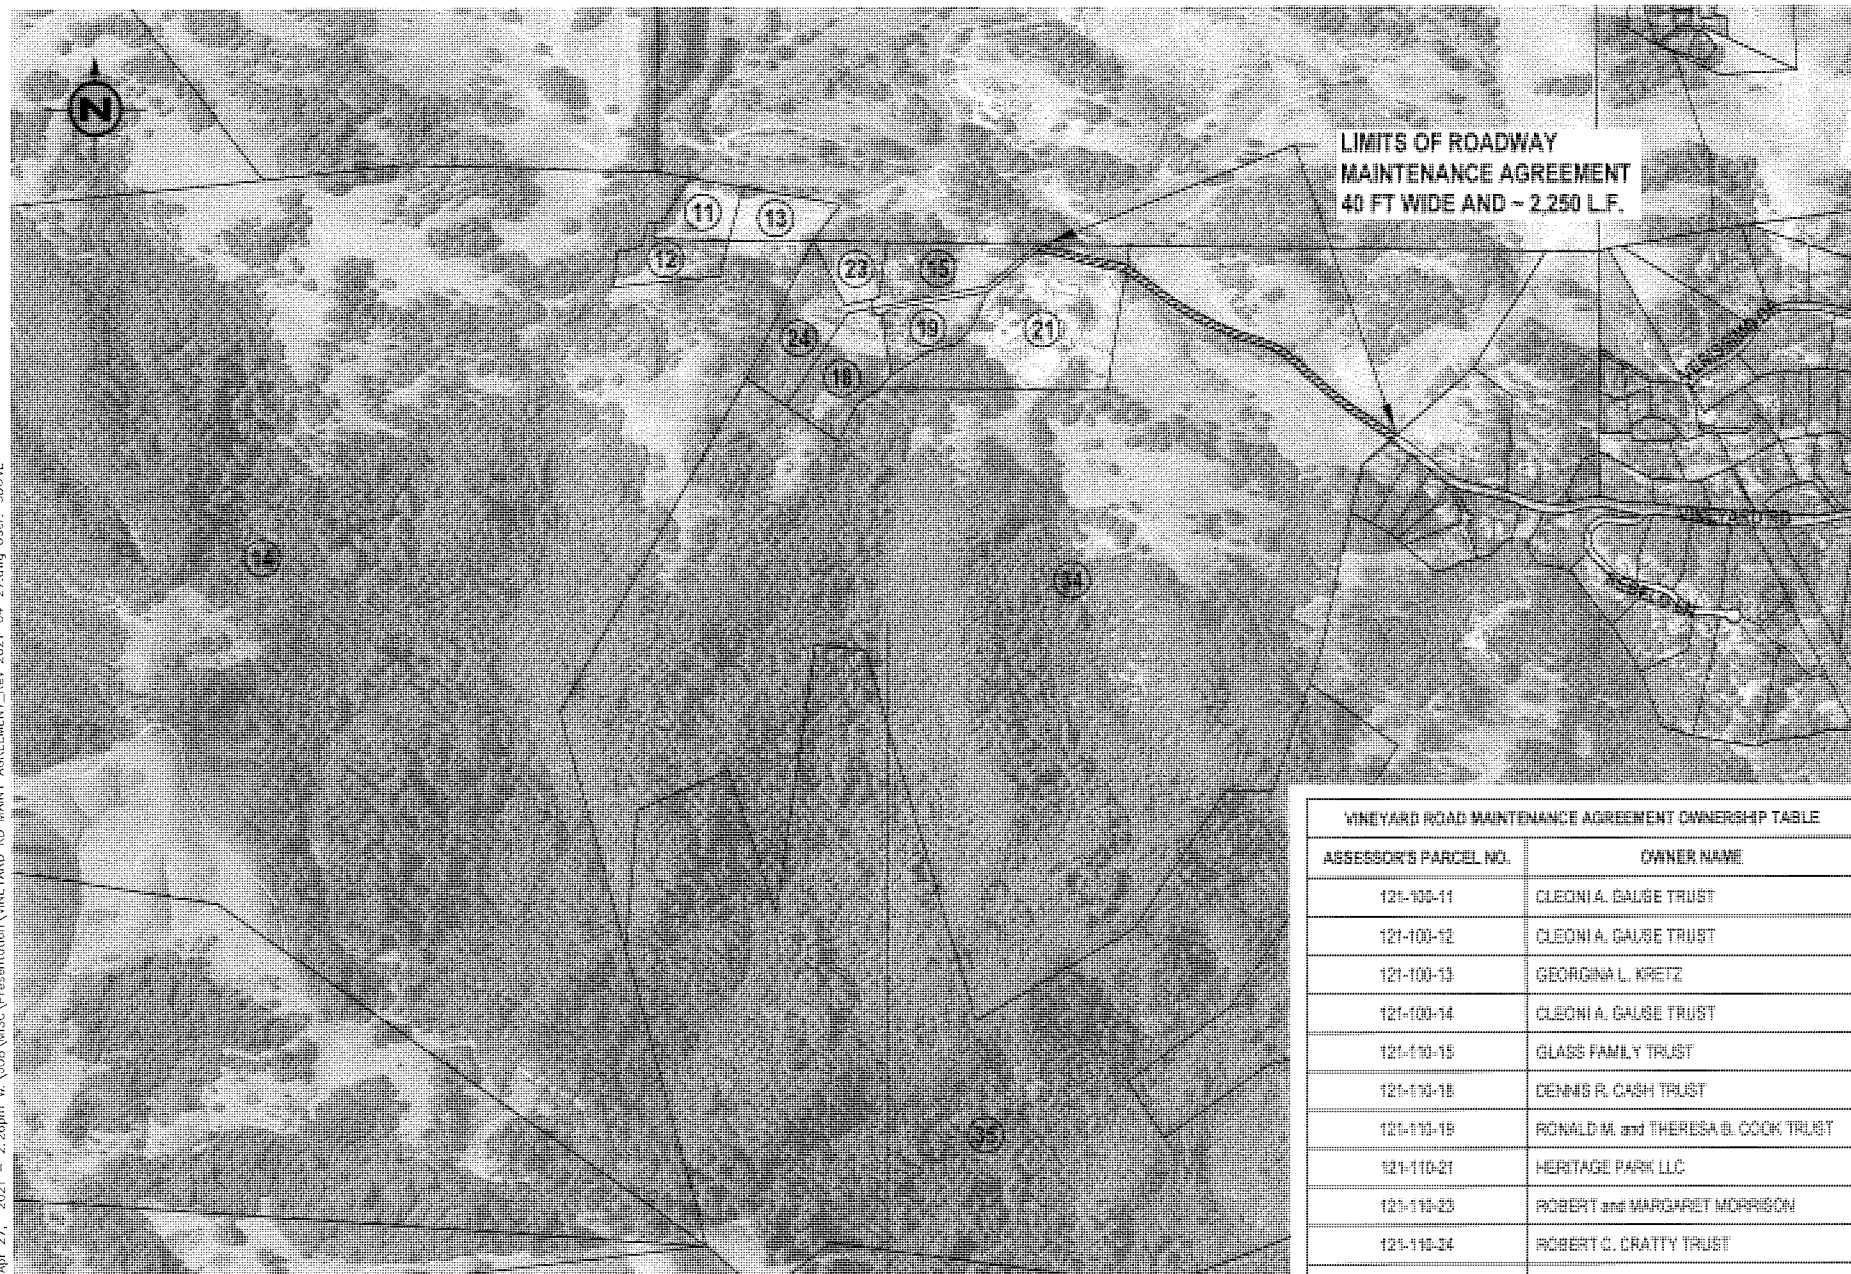 N
LIMITS OF ROADWAY
MAINTENANCE AGREEMENT
40 FT WIDE AND ~ 2,250 L.F.
11
13
12
23
15
19
21
24
18
14
34
35
VINEYARD RD
VINEYARD ROAD MAINTENANCE AGREEMENT OWNERSHIP TABLE
ASSESSOR'S PARCEL NO. OWNER NAME
121-100-11 CLEONI A. GAUSE TRUST
121-100-12 CLEONI A. GAUSE TRUST
121-100-13 GEORGINA L. KRETZ
121-100-14 CLEONI A. GAUSE TRUST
121-110-15 GLASS FAMILY TRUST
121-110-18 DENNIS R. CASH TRUST
121-110-19 RONALD M. and THERESA B. COOK TRUST
121-110-21 HERITAGE PARK LLC
121-110-23 ROBERT and MARGARET MORRISON
121-110-24 ROBERT C. CRATTY TRUST